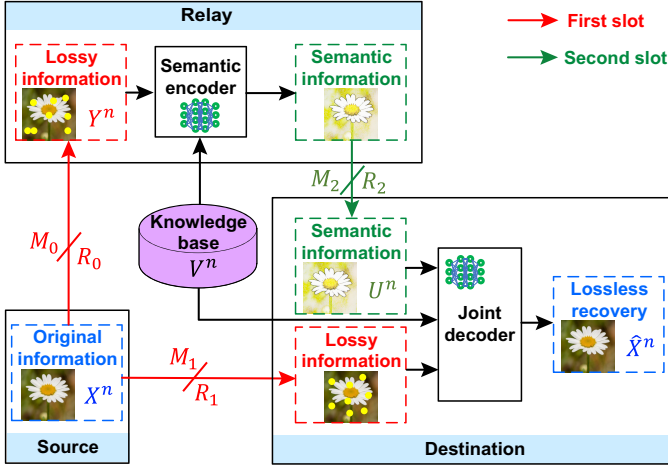 Relay
First slot
Second slot
Lossy
information
Y^n
Semantic
encoder
Semantic
information
M_2
R_2
M_0
R_0
Knowledge
base
V^n
Semantic
information
U^n
Joint
decoder
Lossless
recovery
X̂^n
Original
information
X^n
M_1
R_1
Lossy
information
Source
Destination